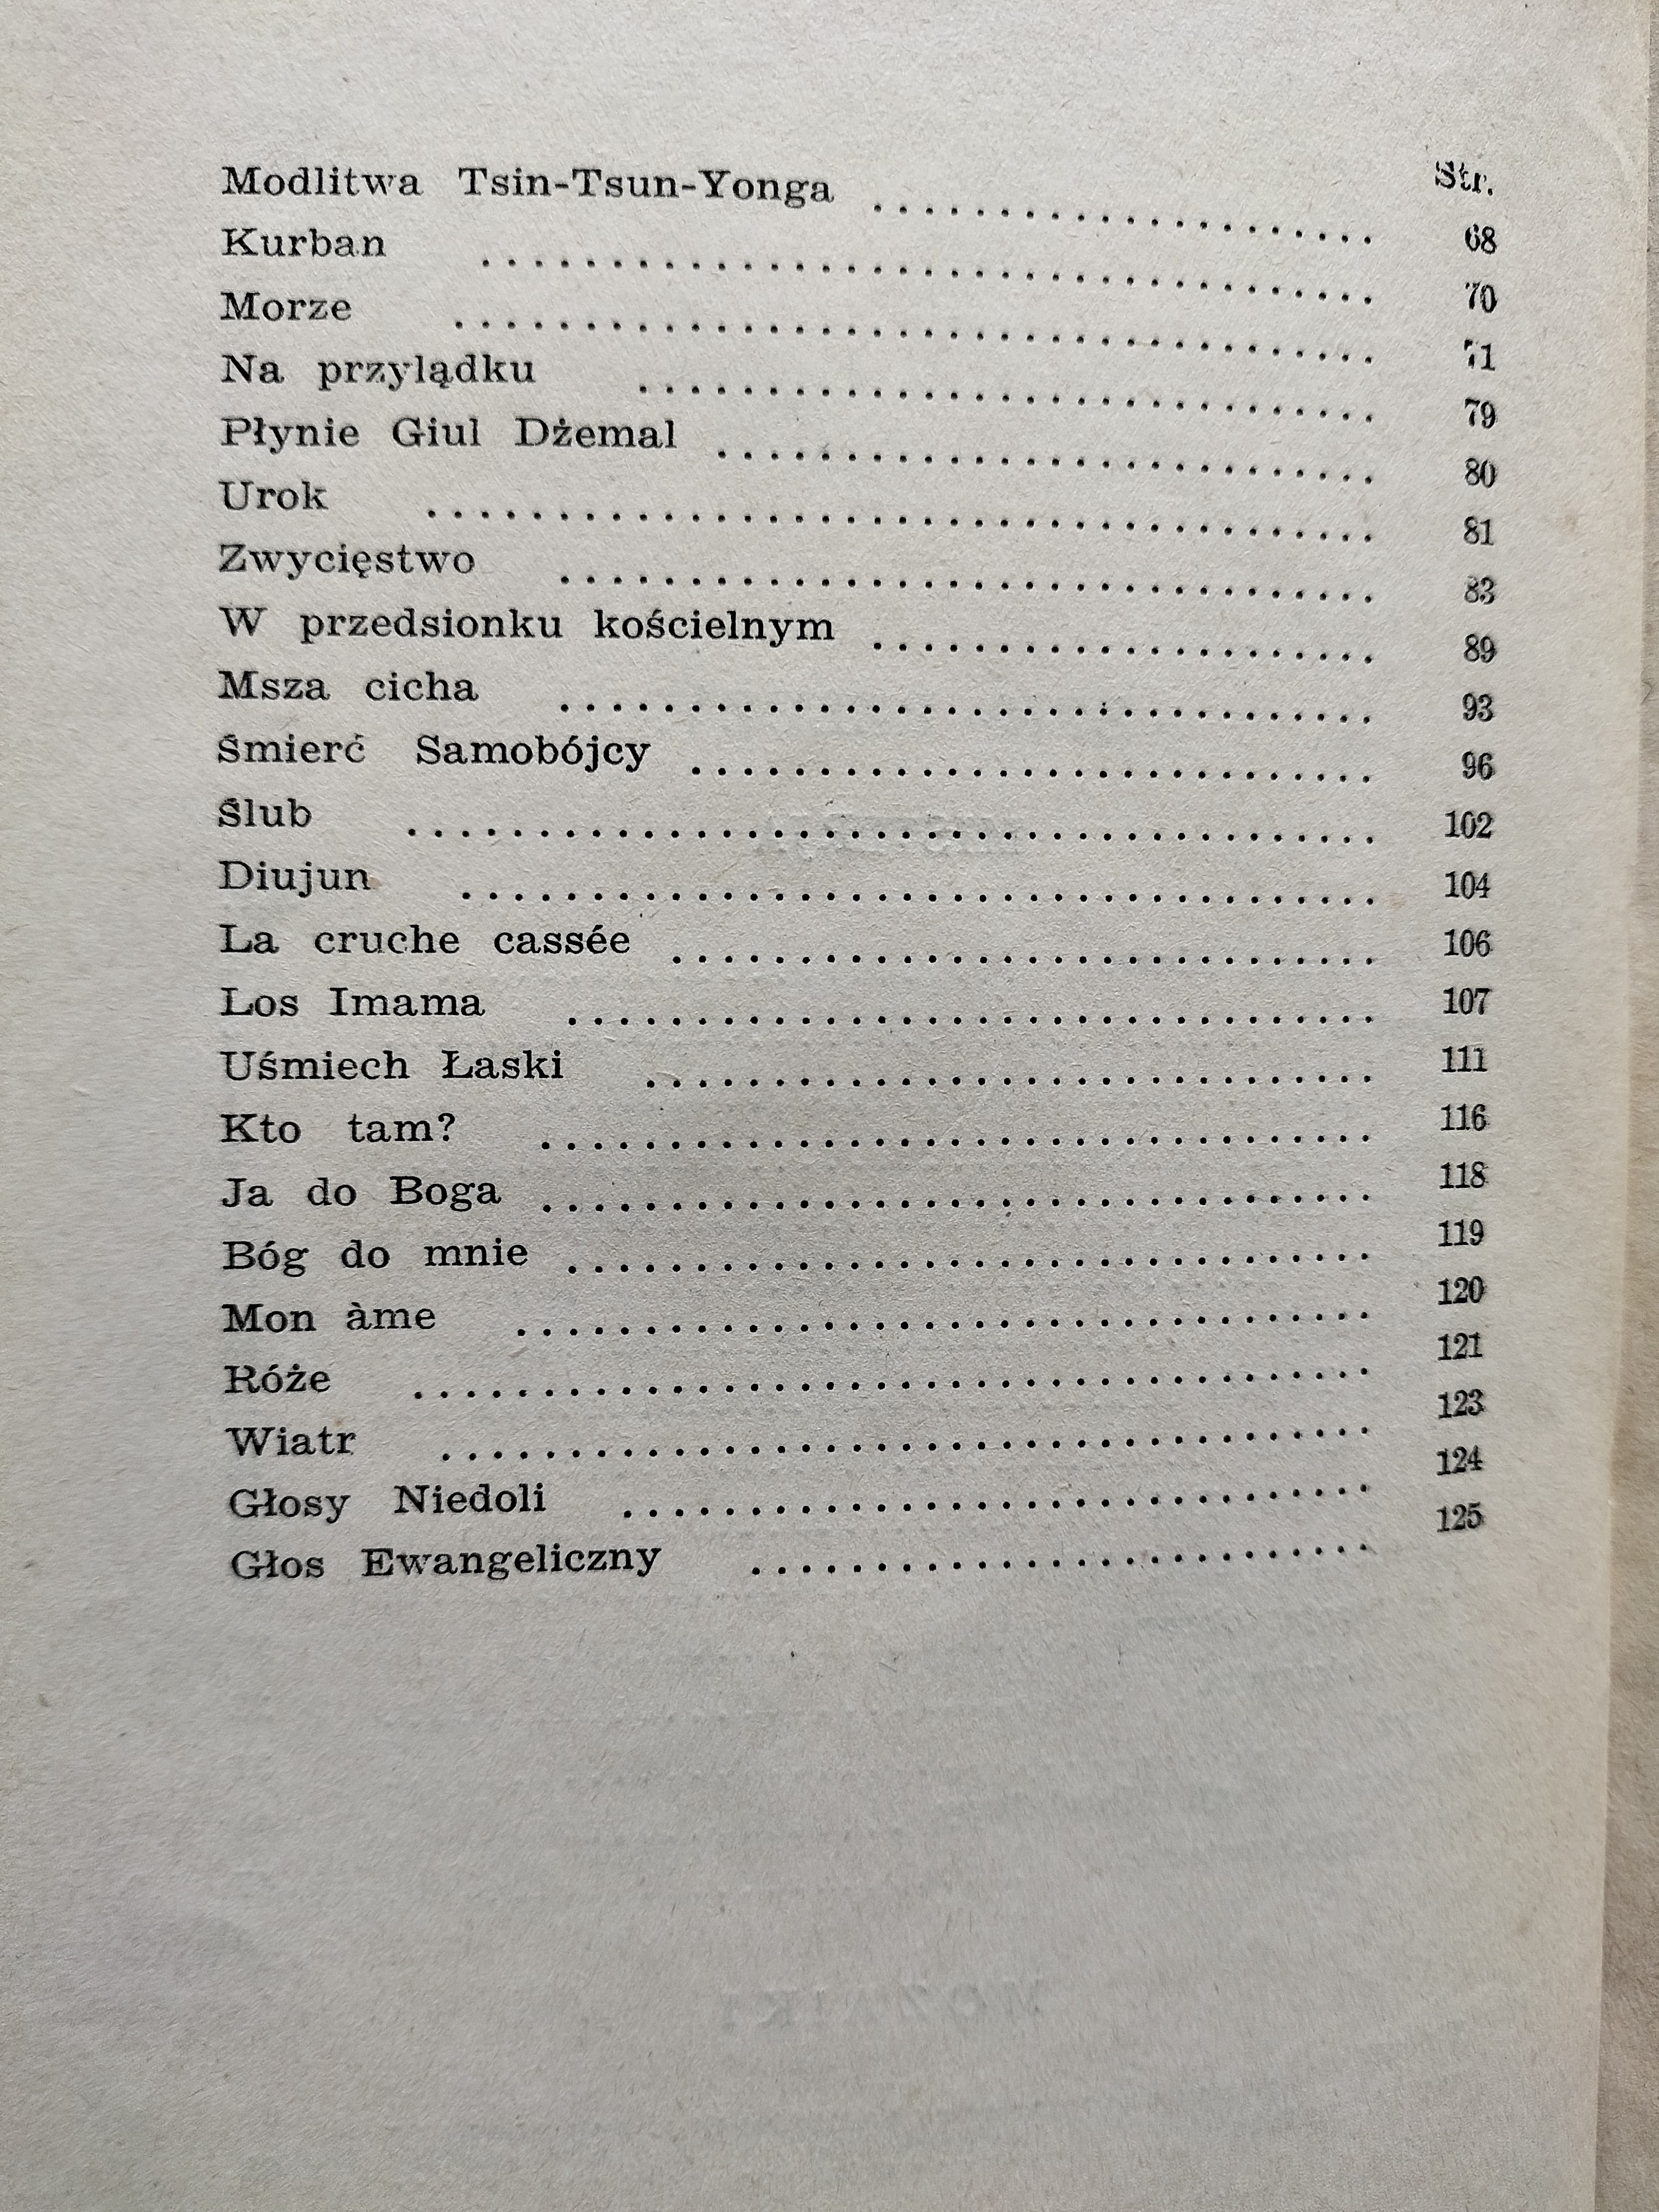 Str.
Modlitwa Tsin-Tsun-Yonga .................... 68
Kurban ................................... 70
Morze .................................... 71
Na przylądku ............................. 79
Płynie Giul Dżemal .......................... 80
Urok ..................................... 81
Zwycięstwo ................................ 83
W przedsionku kościelnym .................... 89
Msza cicha ................................ 93
Śmierć Samobójcy ........................... 96
Ślub ...................................... 102
Diujun .................................... 104
La cruche cassée ............................ 106
Los Imama ................................ 107
Uśmiech Łaski ............................. 111
Kto tam? ................................. 116
Ja do Boga ................................ 118
Bóg do mnie ............................... 119
Mon àme .................................. 120
Róże ..................................... 121
Wiatr .................................... 123
Głosy Niedoli ............................. 124
Głos Ewangeliczny ......................... 125